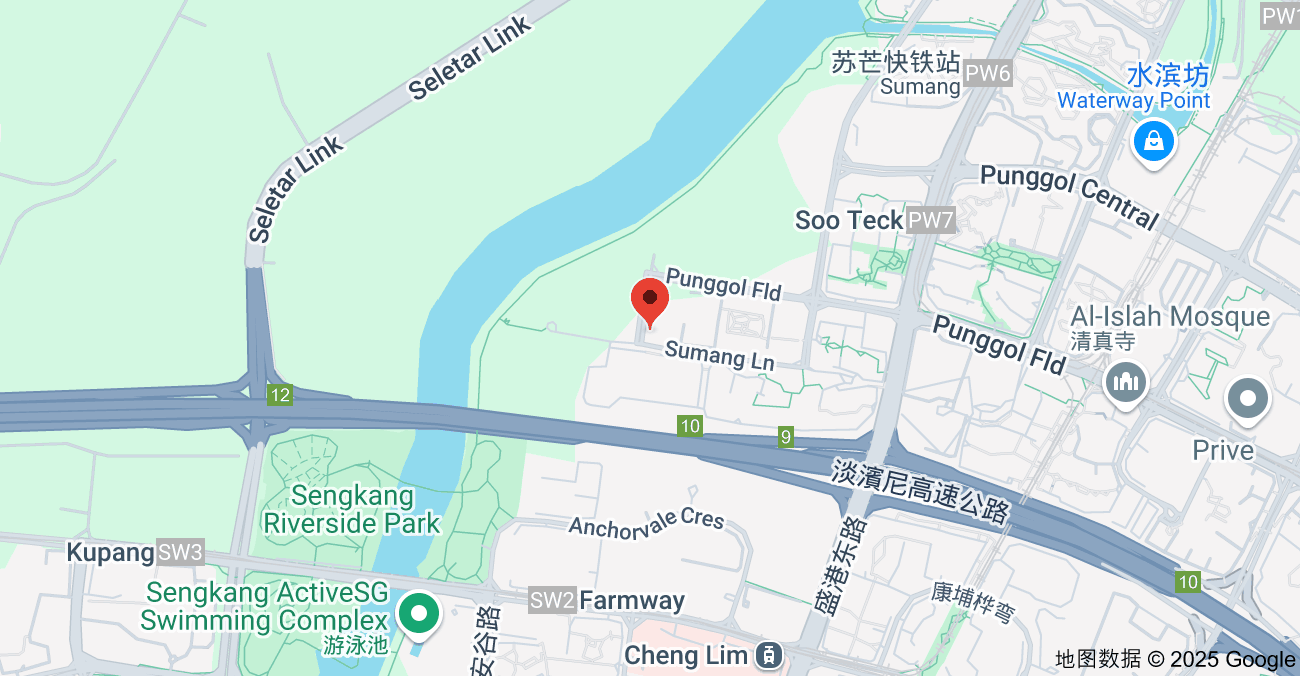 Seletar Link
苏芒快铁站
Sumang
PW6
水滨坊
Waterway Point
PW1
Seletar Link
Punggol Central
Soo Teck
PW7
Punggol Fld
Al-Islah Mosque
清真寺
Punggol Fld
Sumang Ln
12
10
9
Prive
淡濱尼高速公路
Sengkang
Riverside Park
Anchorvale Cres
盛港东路
Kupang
SW3
10
Sengkang ActiveSG
Swimming Complex
游泳池
SW2
Farmway
康埔桦弯
安谷路
Cheng Lim
地图数据 © 2025 Google